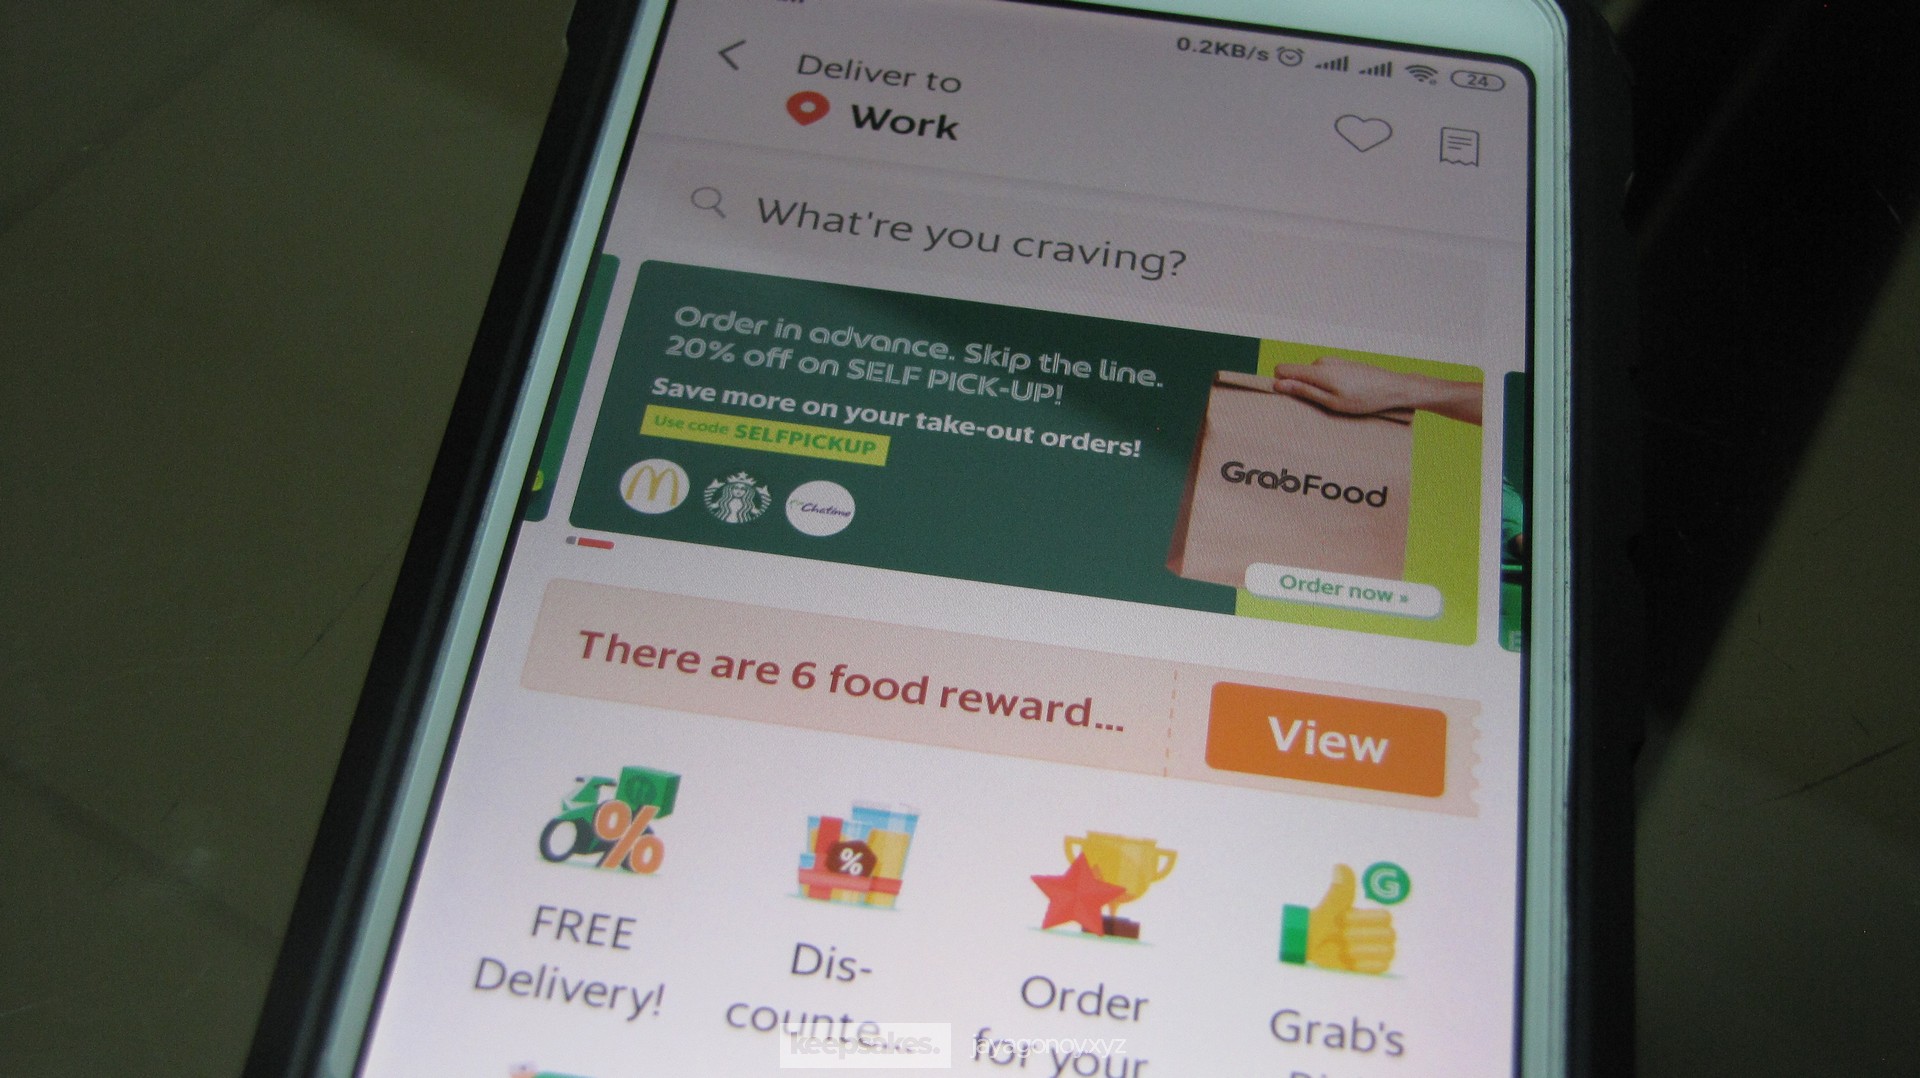 0.2KB/s
24
Deliver to
Work
What're you craving?
Order in advance. Skip the line.
20% off on SELF PICK-UP!
Save more on your take-out orders!
Use code SELFPICKUP
Chatime
GrabFood
Order now »
There are 6 food reward...
View
%
%
G
FREE
Delivery!
Dis-
counte...
Order
for your
Grab's
keepsakes.
jayagonoy.xyz